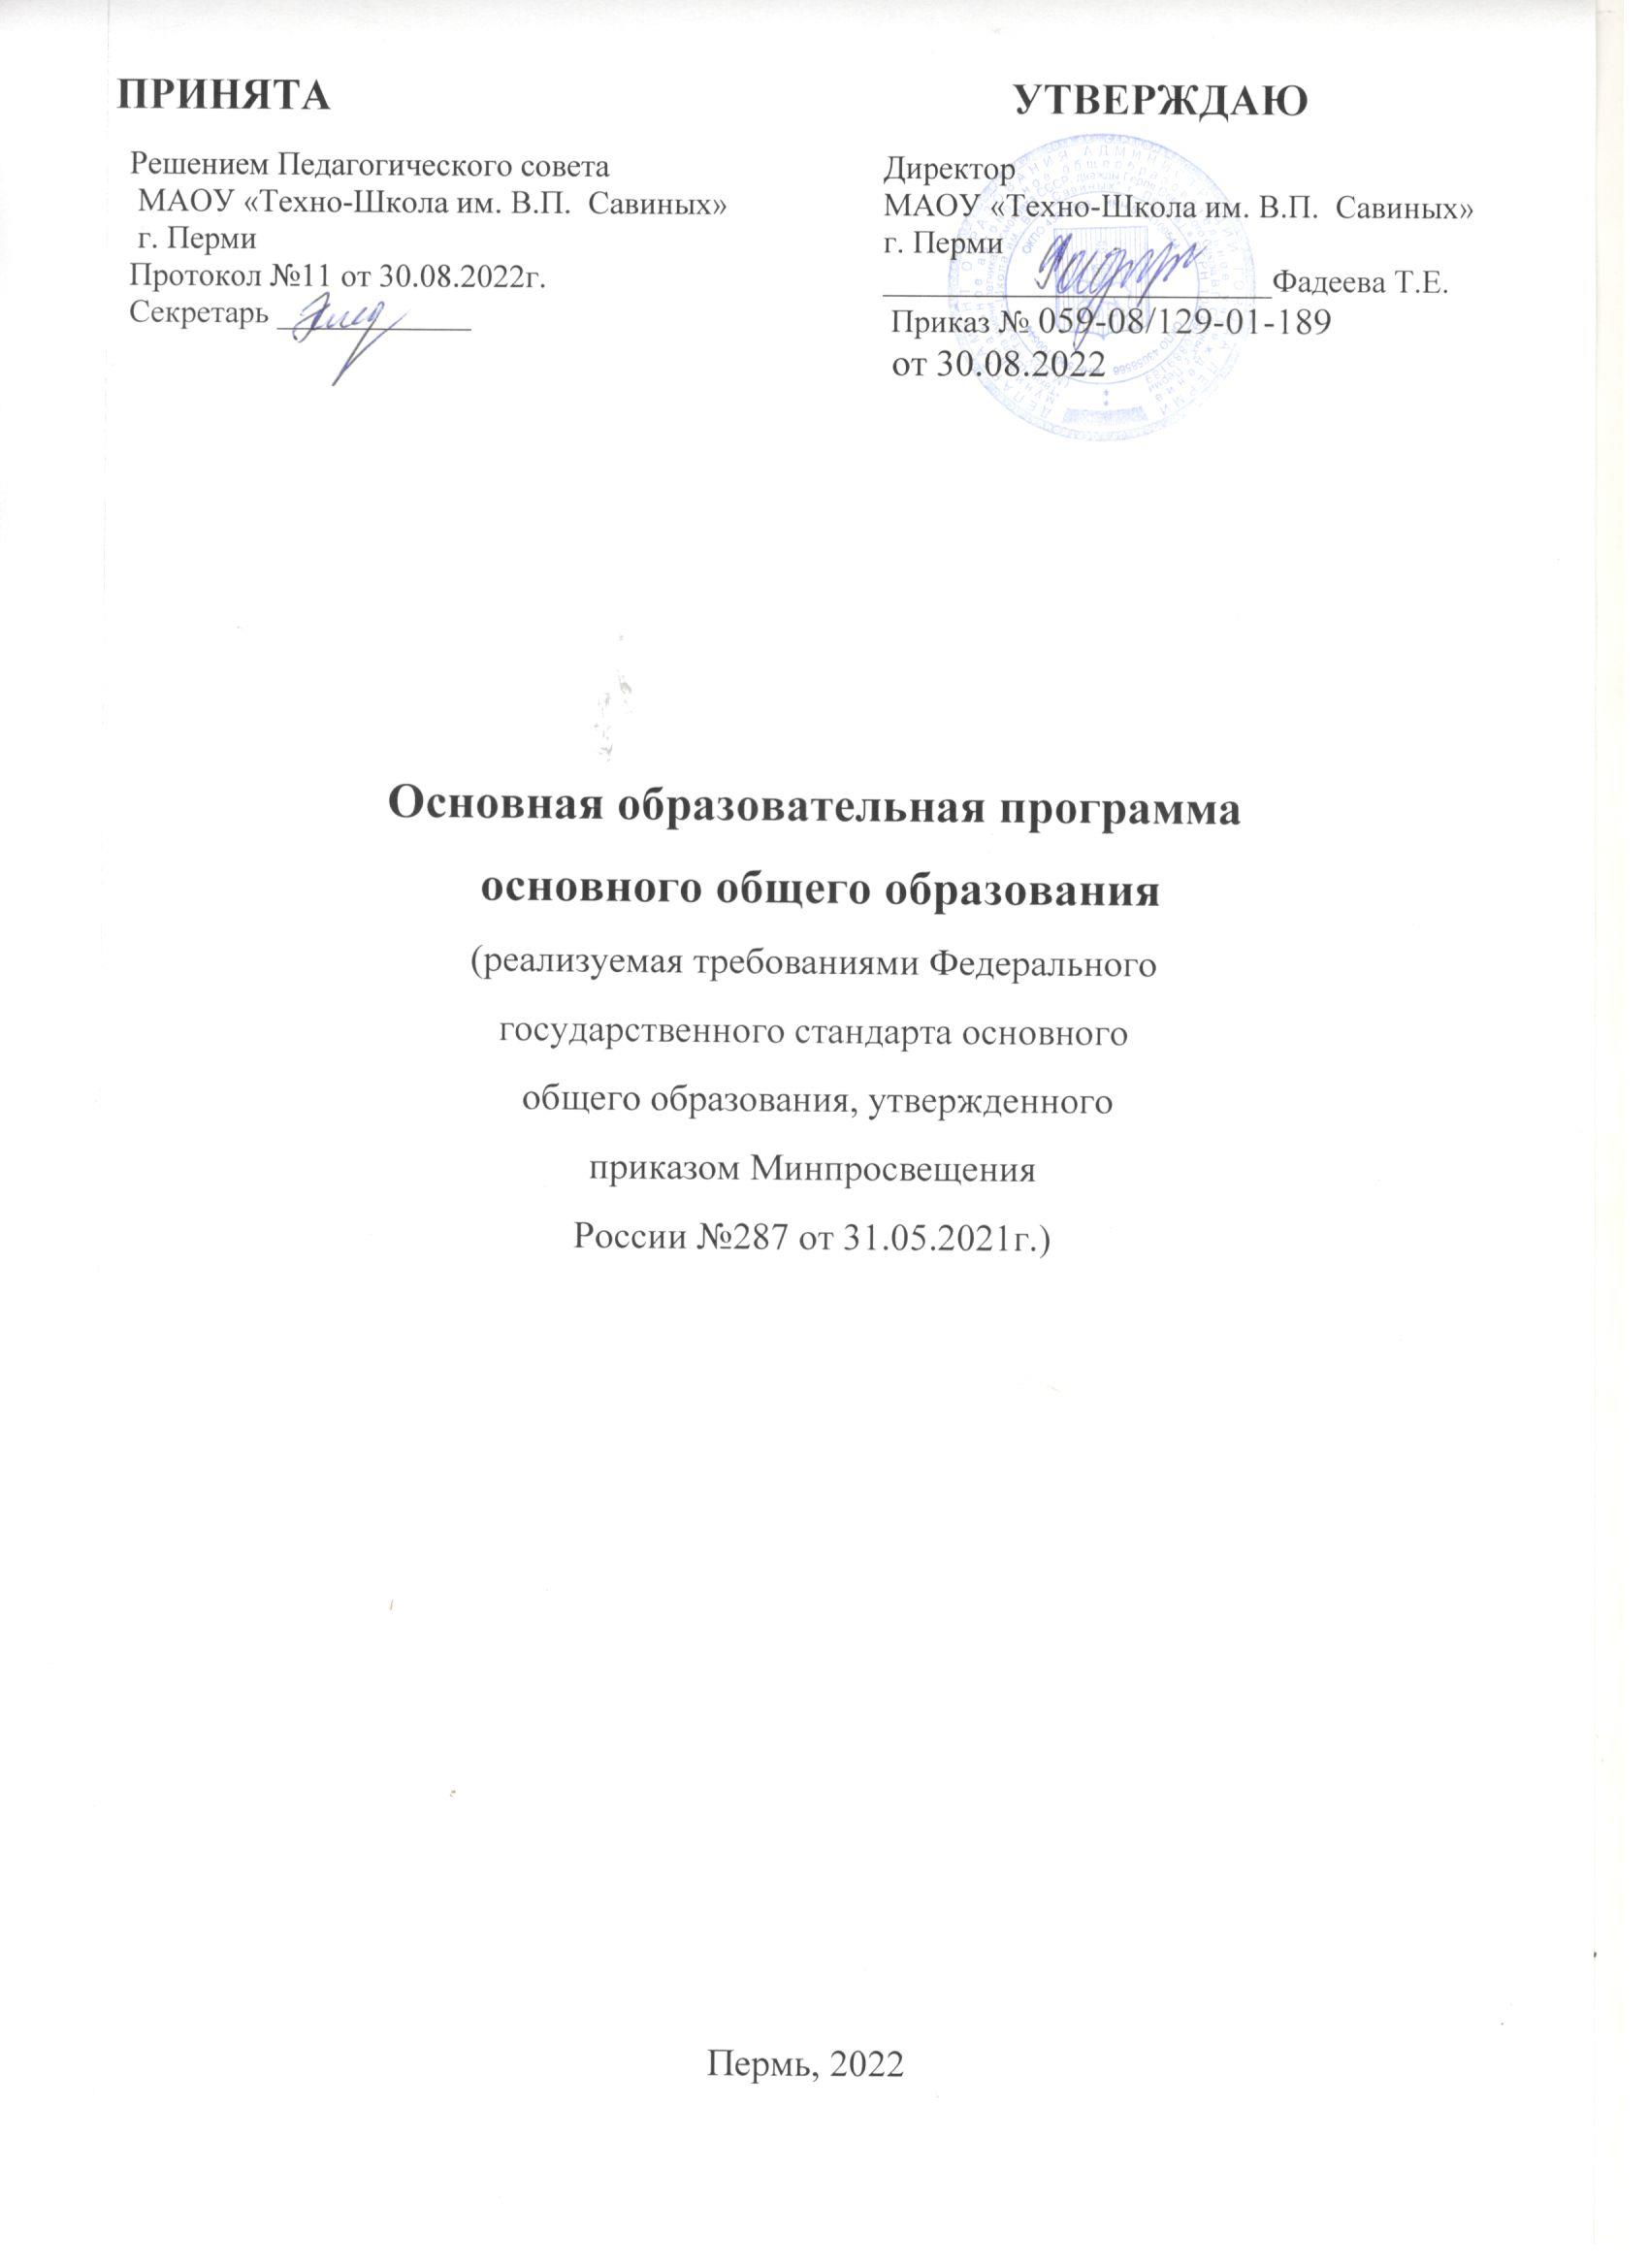 ПРИНЯТА
Решением Педагогического совета
МАОУ «Техно-Школа им. В.П. Савиных»
г. Перми
Протокол №11 от 30.08.2022г.
Секретарь
УТВЕРЖДАЮ
Директор
МАОУ «Техно-Школа им. В.П. Савиных»
г. Перми
Фадеева Т.Е.
Приказ № 059-08/129-01-189
от 30.08.2022
Основная образовательная программа
основного общего образования
(реализуемая требованиями Федерального
государственного стандарта основного
общего образования, утвержденного
приказом Минпросвещения
России №287 от 31.05.2021г.)
Пермь, 2022